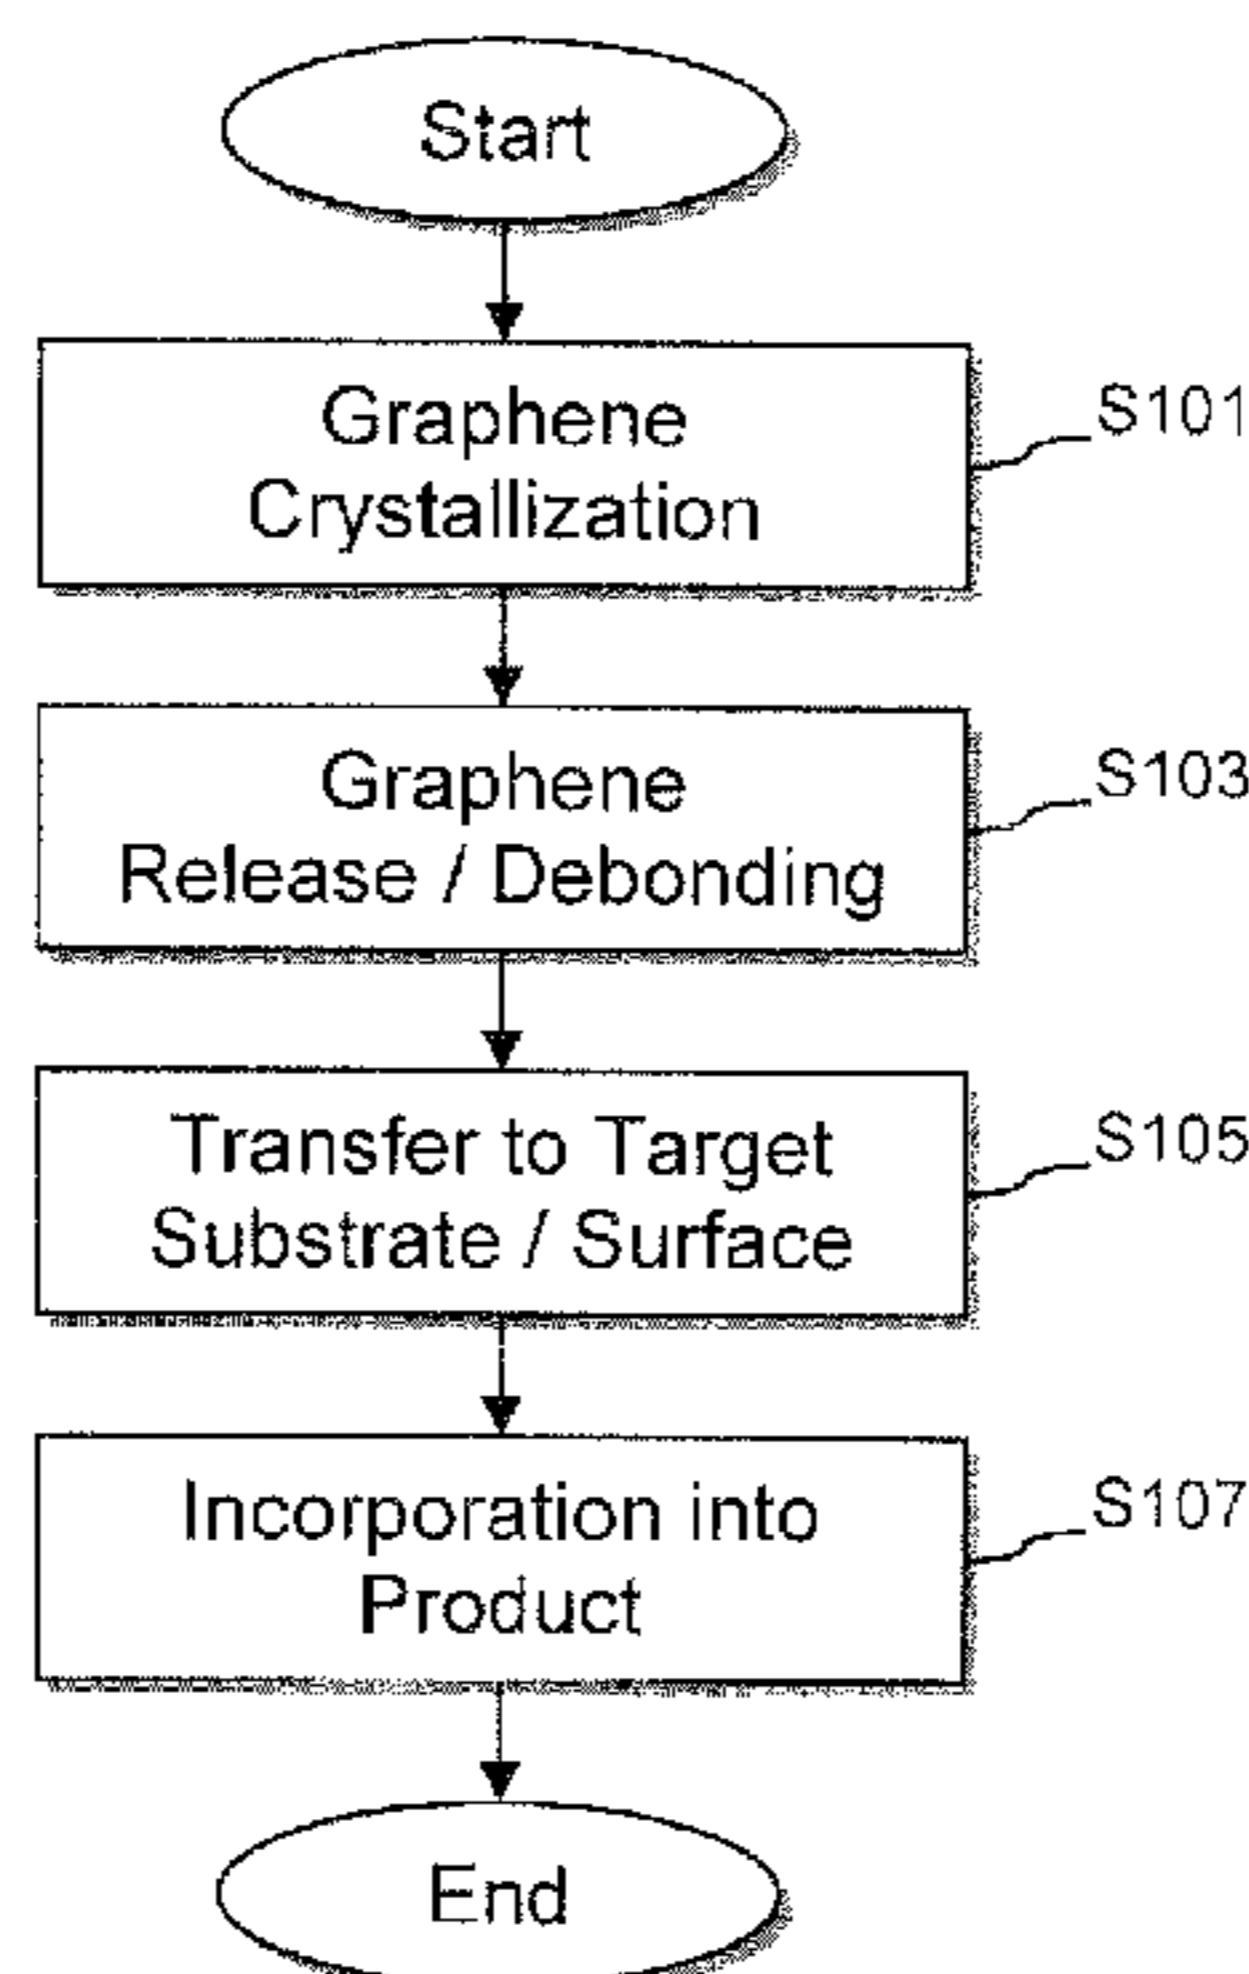 Start
Graphene
Crystallization
S101
Graphene
Release / Debonding
S103
Transfer to Target
Substrate / Surface
S105
Incorporation into
Product
S107
End